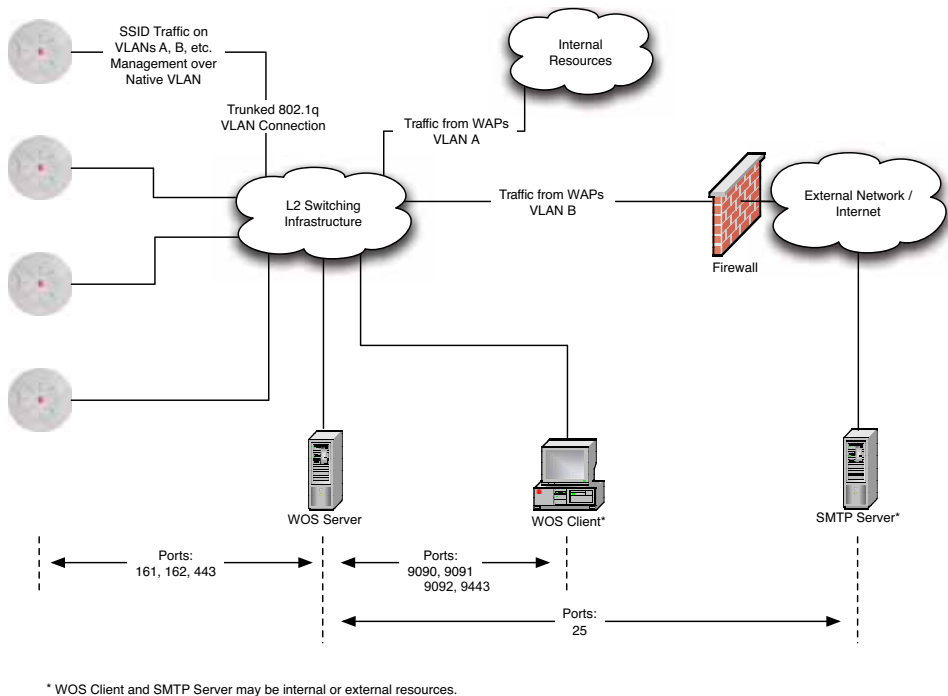 SSID Traffic on
VLANs A, B, etc.
Management over
Native VLAN
Trunked 802.1q
VLAN Connection
Internal
Resources
Traffic from WAPs
VLAN A
L2 Switching
Infrastructure
Traffic from WAPs
VLAN B
External Network /
Internet
Firewall
WOS Server
WOS Client*
SMTP Server*
Ports:
161, 162, 443
Ports:
9090, 9091
9092, 9443
Ports:
25
* WOS Client and SMTP Server may be internal or external resources.